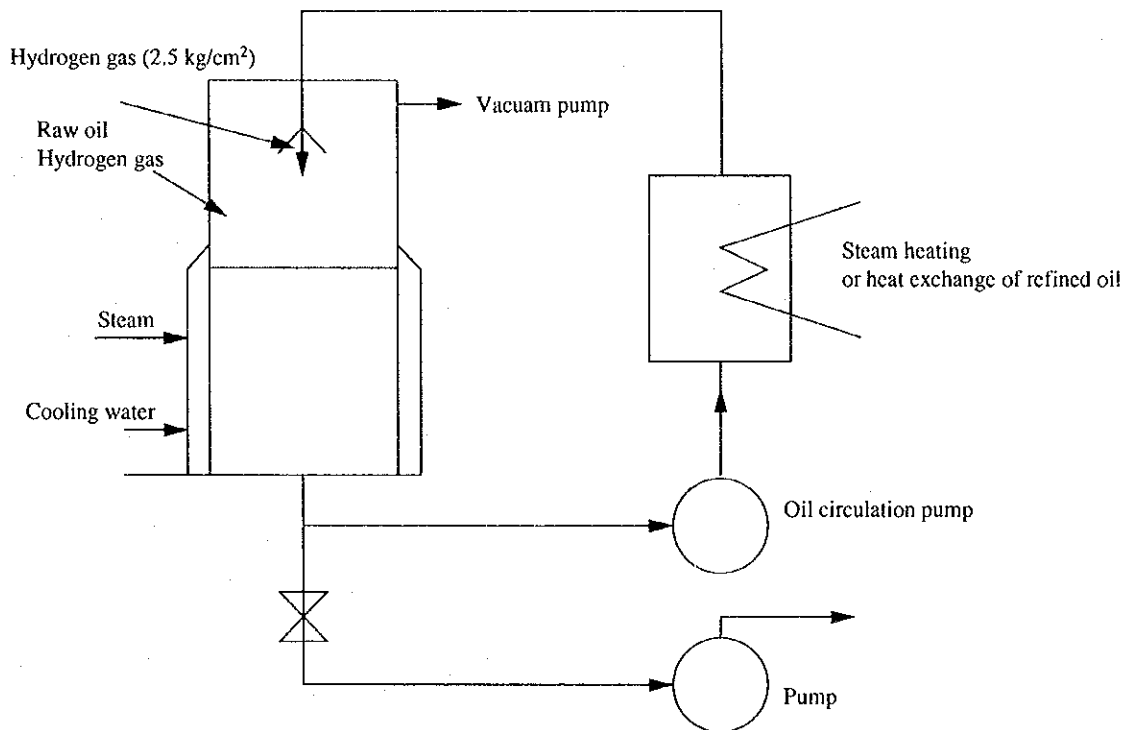 Hydrogen gas (2.5 kg/cm²)
Vacuam pump
Raw oil
Hydrogen gas
Steam heating
or heat exchange of refined oil
Steam
Cooling water
Oil circulation pump
Pump